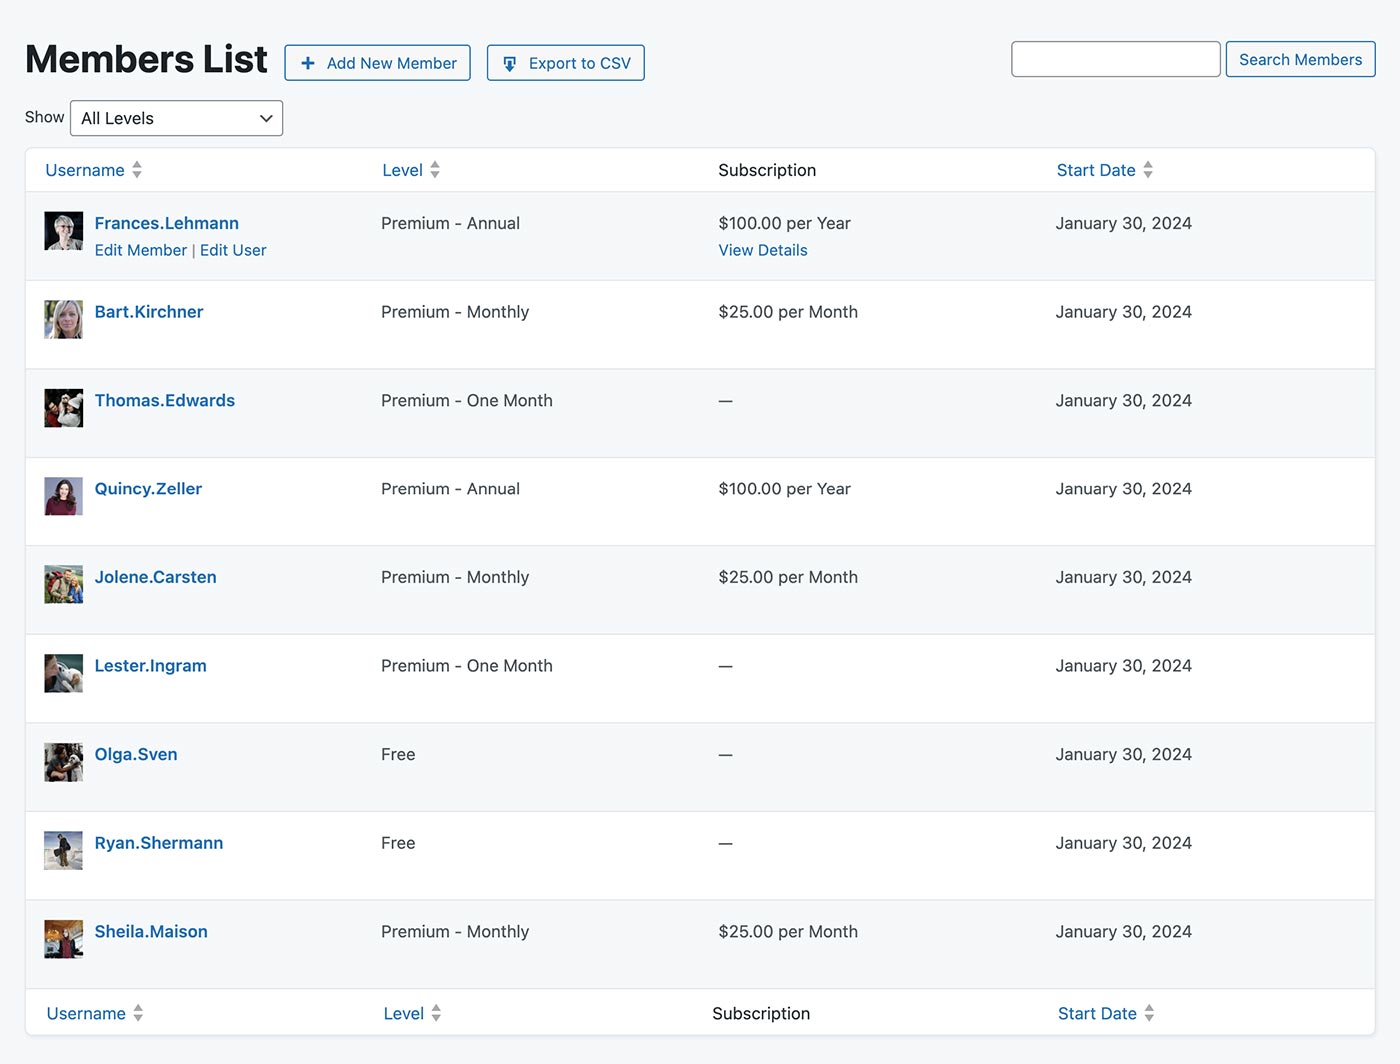 Members List
Add New Member
Export to CSV
Search Members
Show All Levels
Username Level Subscription Start Date
Frances.Lehmann Premium - Annual $100.00 per Year January 30, 2024
Edit Member | Edit User View Details
Bart.Kirchner Premium - Monthly $25.00 per Month January 30, 2024
Thomas.Edwards Premium - One Month — January 30, 2024
Quincy.Zeller Premium - Annual $100.00 per Year January 30, 2024
Jolene.Carsten Premium - Monthly $25.00 per Month January 30, 2024
Lester.Ingram Premium - One Month — January 30, 2024
Olga.Sven Free — January 30, 2024
Ryan.Shermann Free — January 30, 2024
Sheila.Maison Premium - Monthly $25.00 per Month January 30, 2024
Username Level Subscription Start Date